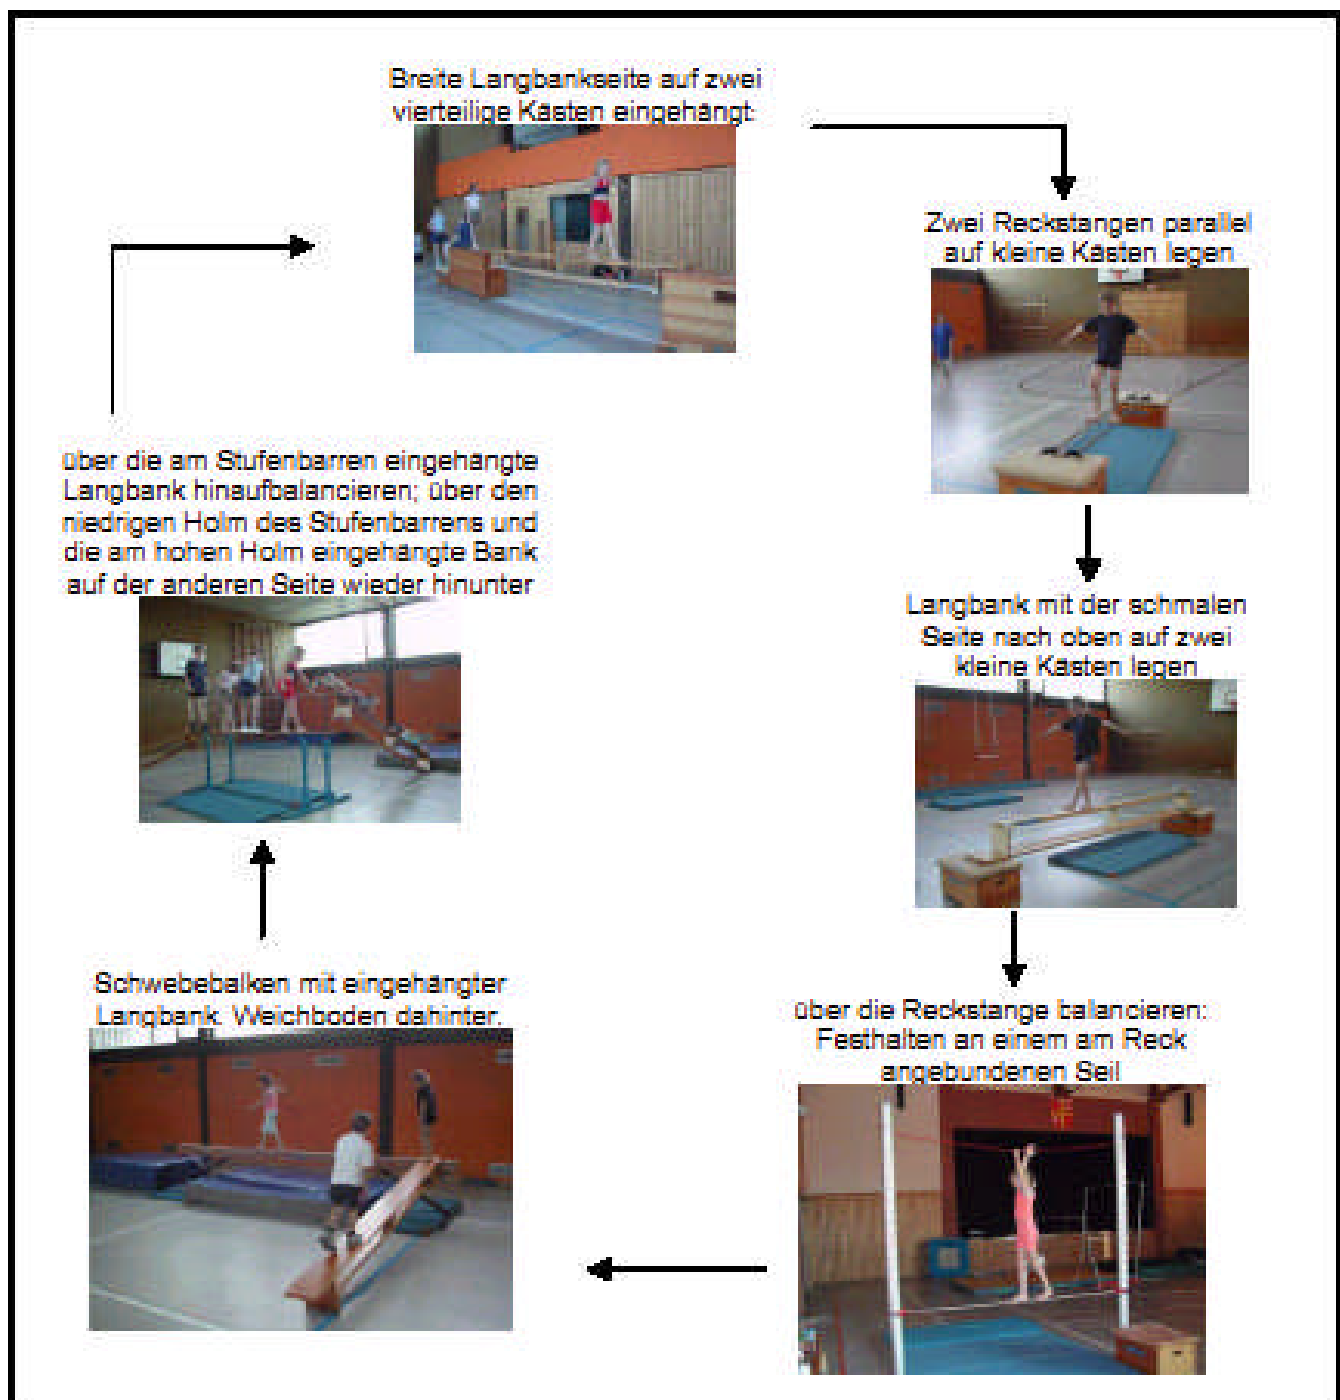 Breite Langbankseite auf zwei
vierteilige Kästen eingehängt:
Zwei Reckstangen parallel
auf kleine Kästen legen
Langbank mit der schmalen
Seite nach oben auf zwei
kleine Kästen legen
über die Reckstange balancieren:
Festhalten an einem am Reck
angebundenen Seil
Schwebebalken mit eingehängter
Langbank. Weichboden dahinter.
über die am Stufenbarren eingehängte
Langbank hinaufbalancieren; über den
niedrigen Holm des Stufenbarrens und
die am hohen Holm eingehängte Bank
auf der anderen Seite wieder hinunter